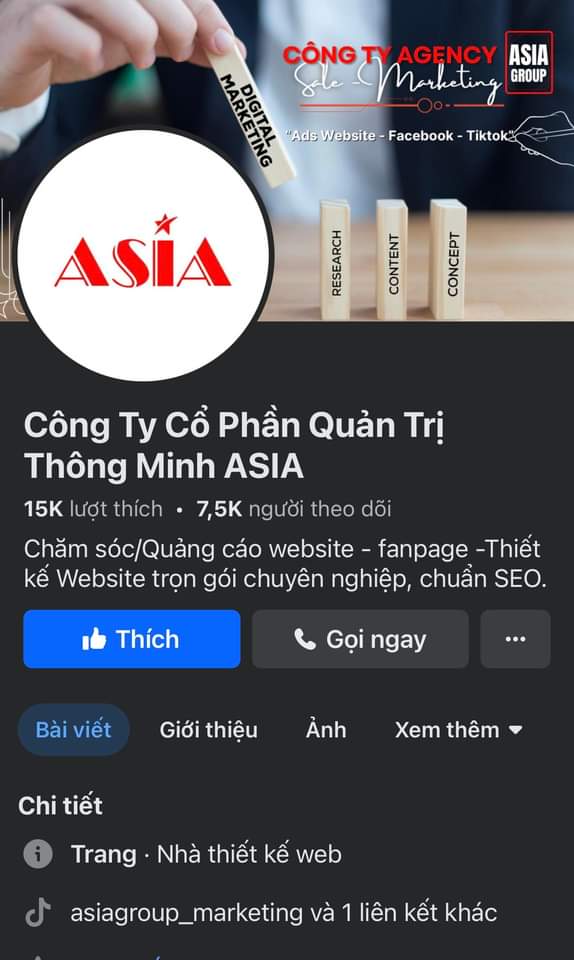 CÔNG TY AGENCY
Sale - Marketing
ASIA
GROUP
"Ads Website - Facebook - Tiktok"
DIGITAL
MARKETING
RESEARCH
CONTENT
CONCEPT
ASIA
Công Ty Cổ Phần Quản Trị
Thông Minh ASIA
15K lượt thích • 7,5K người theo dõi
Chăm sóc/Quảng cáo website - fanpage -Thiết
kế Website trọn gói chuyên nghiệp, chuẩn SEO.
Thích
Gọi ngay
Bài viết
Giới thiệu
Ảnh
Xem thêm
Chi tiết
Trang · Nhà thiết kế web
asiagroup_marketing và 1 liên kết khác